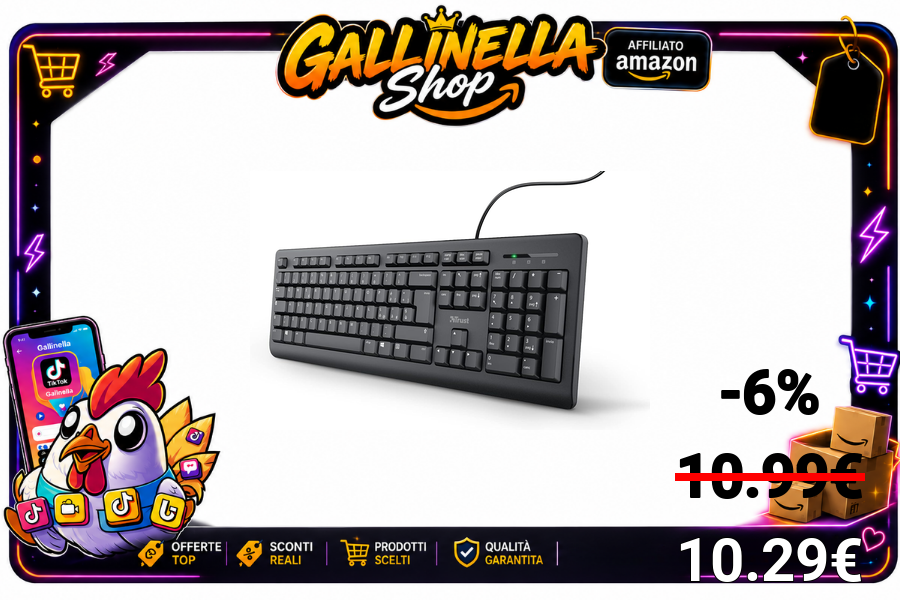 GALLINELLA
Shop
AFFILIATO
amazon
Gallinella
TikTok
Gallinella
Trust
-6%
10.99€
10.29€
OFFERTE
TOP
SCONTI
REALI
PRODOTTI
SCELTI
QUALITÀ
GARANTITA